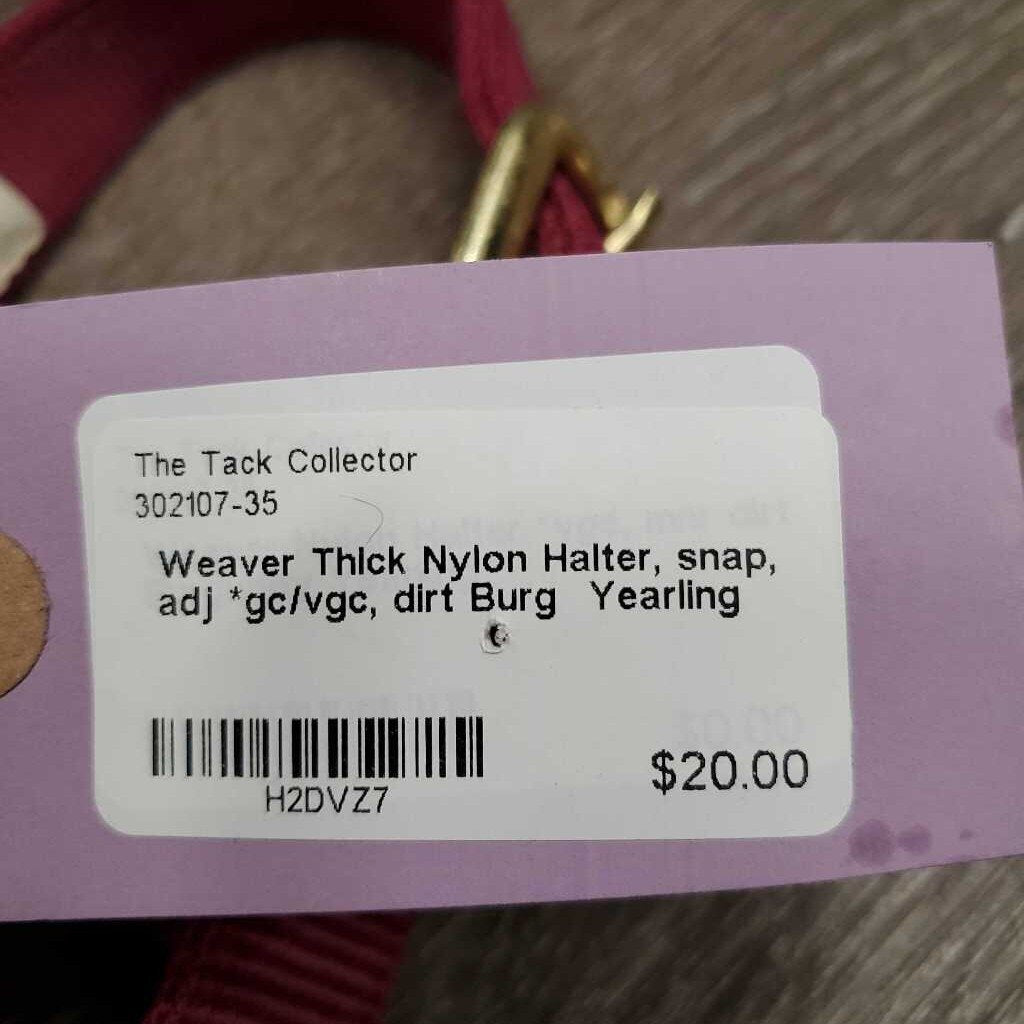 The Tack Collector
302107-35
Weaver Thick Nylon Halter, snap,
adj *gc/vgc, dirt Burg Yearling
H2DVZ7
$20.00